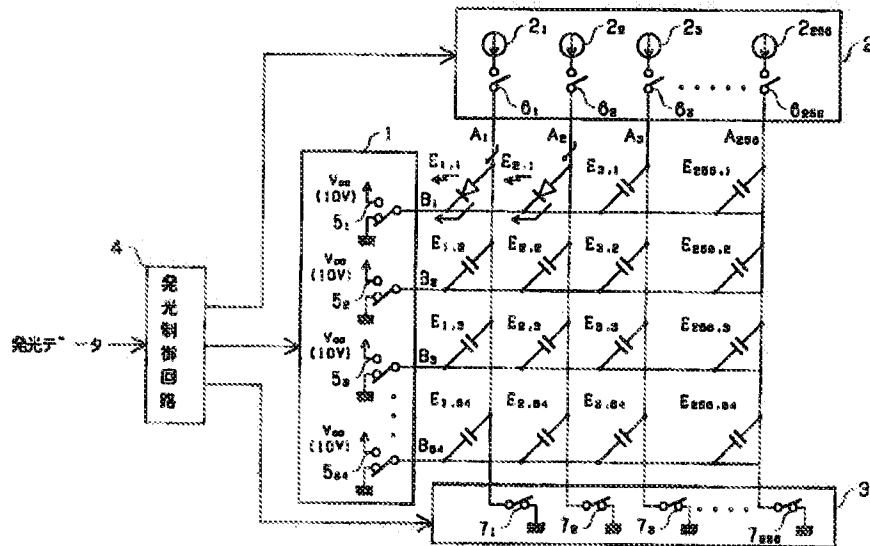 2₁ 2₂ 2₃ 2₂₅₆ 2
6₁ 6₂ 6₃ 6₂₅₆
1 A₁ A₂ A₃ A₂₅₆
E₁,₁ E₂,₁ E₃,₁ E₂₅₆,₁
V∞
(10V)
5₁ B₁
4
E₁,₂ E₂,₂ E₃,₂ E₂₅₆,₂
V∞
(10V)
5₂ B₂
発光制御回路
発光データ
E₁,₃ E₂,₃ E₃,₃ E₂₅₆,₃
V∞
(10V)
5₃ B₃
E₁,₆₄ E₂,₆₄ E₃,₆₄ E₂₅₆,₆₄
V∞
(10V)
5₆₄ B₆₄
3
7₁ 7₂ 7₃ 7₂₅₆